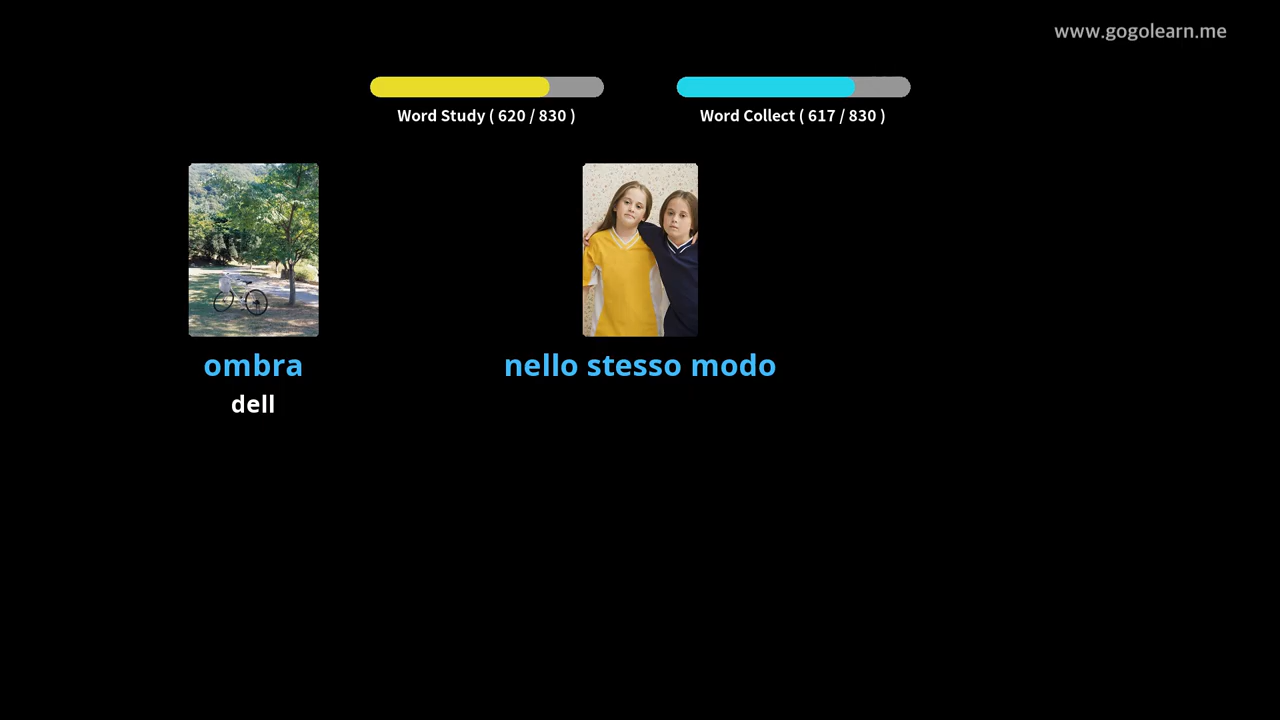 www.gogolearn.me
Word Study ( 620 / 830 )
Word Collect ( 617 / 830 )
ombra
dell
nello stesso modo